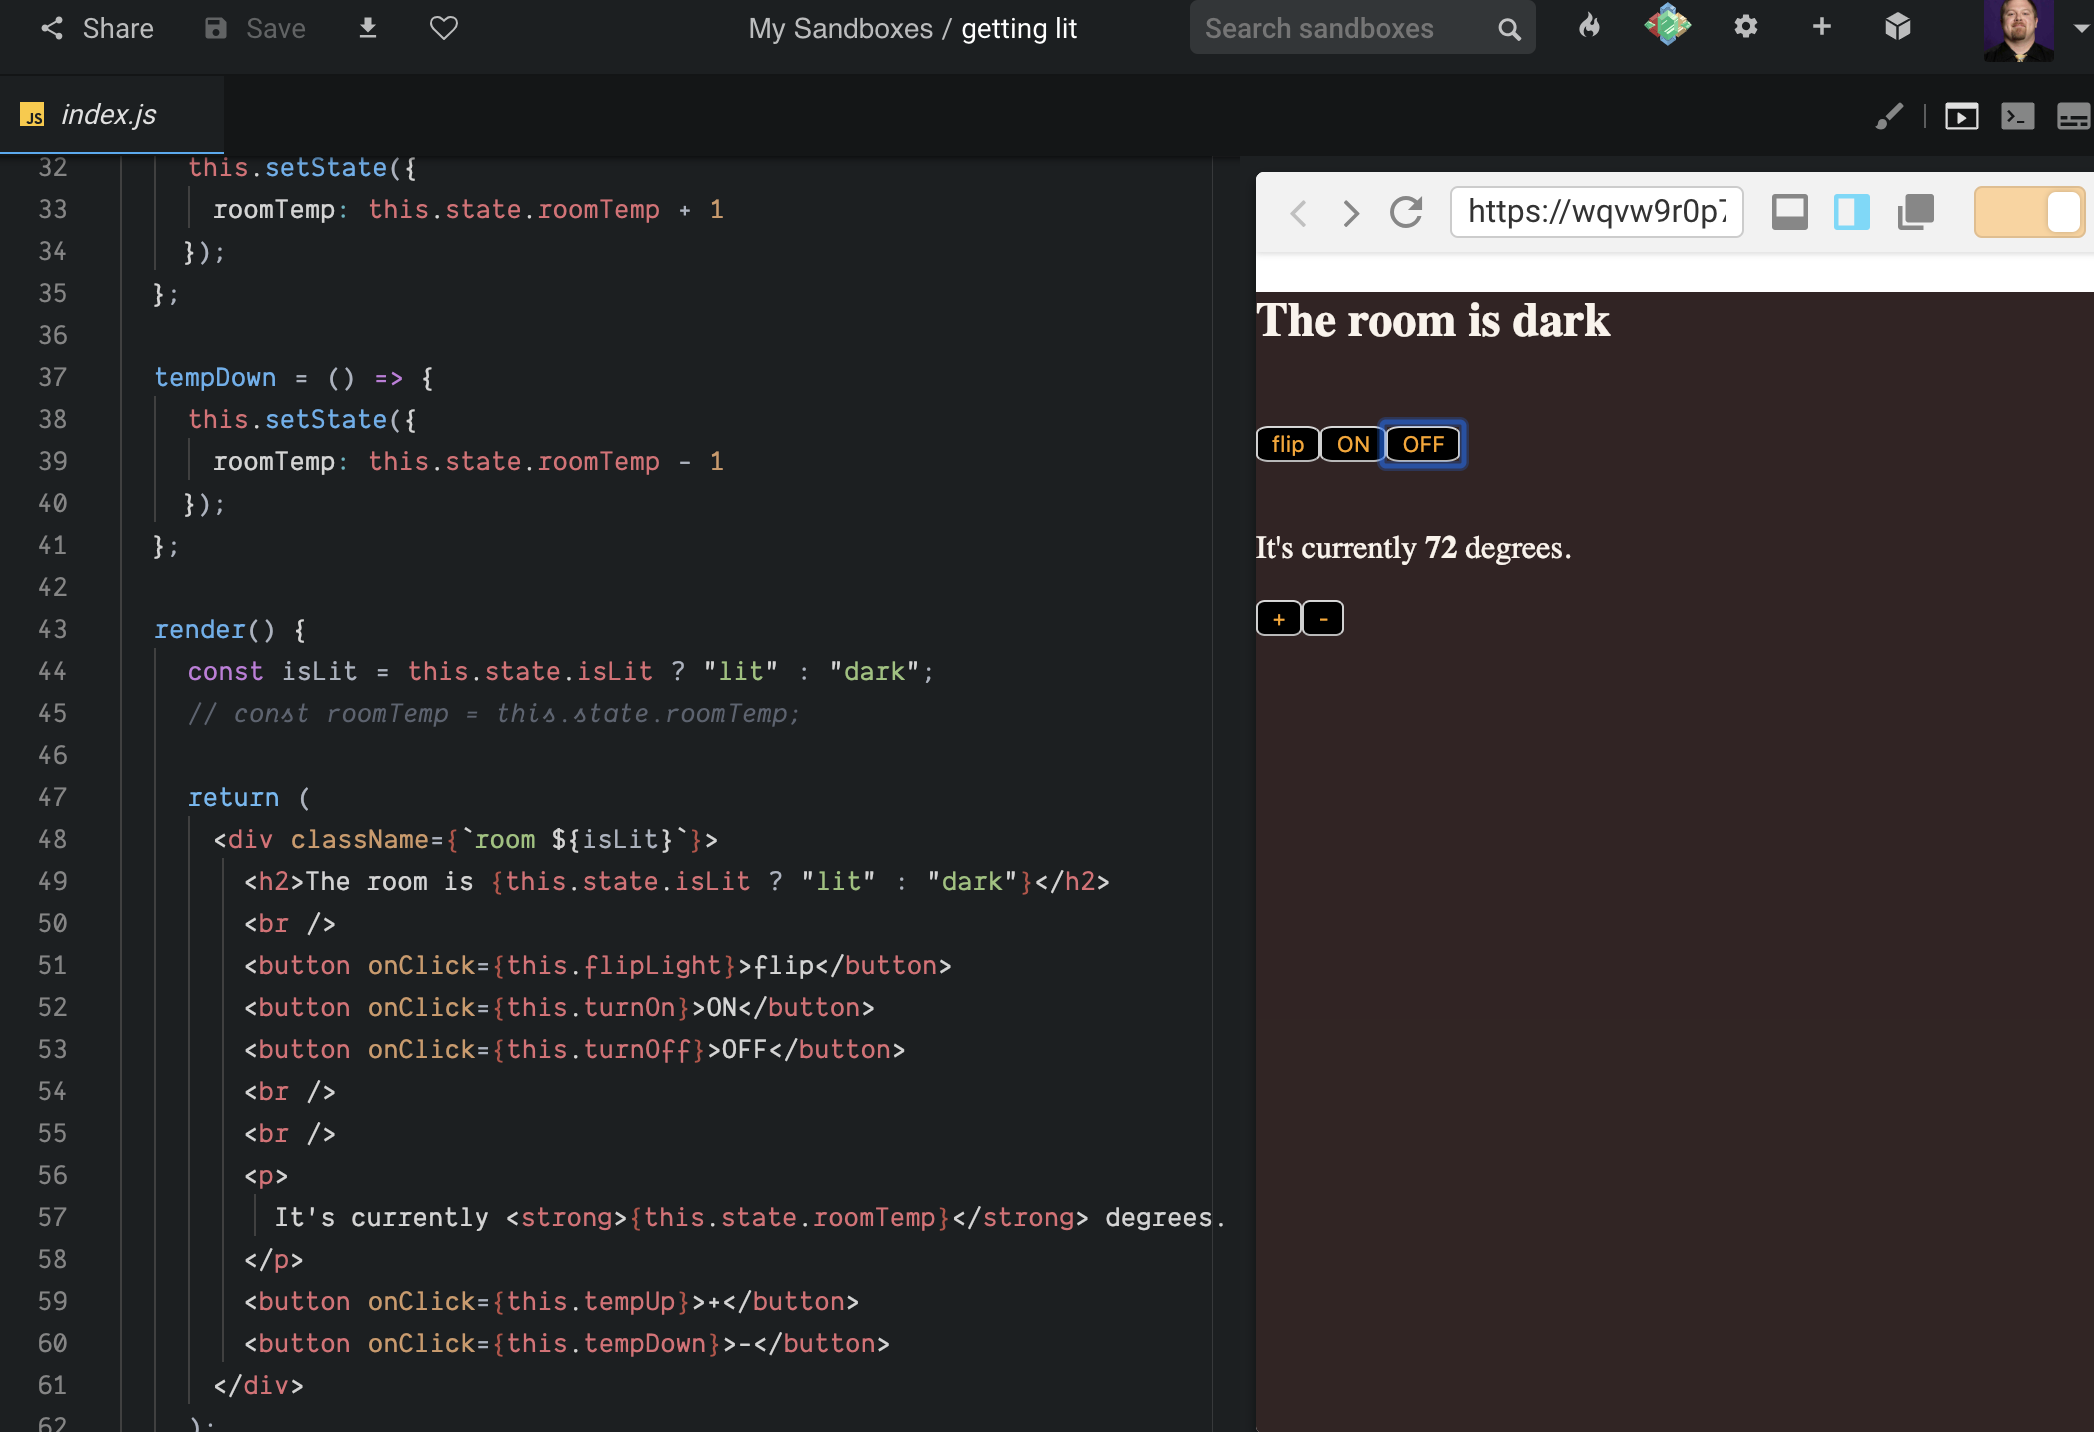 Share Save My Sandboxes / getting lit Search sandboxes
JS index.js
32 this.setState({
33 roomTemp: this.state.roomTemp + 1
34 });
35 };
36
37 tempDown = () => {
38 this.setState({
39 roomTemp: this.state.roomTemp - 1
40 });
41 };
42
43 render() {
44 const isLit = this.state.isLit ? "lit" : "dark";
45 // const roomTemp = this.state.roomTemp;
46
47 return (
48 <div className={`room ${isLit}`}>
49 <h2>The room is {this.state.isLit ? "lit" : "dark"}</h2>
50 <br />
51 <button onClick={this.flipLight}>flip</button>
52 <button onClick={this.turnOn}>ON</button>
53 <button onClick={this.turnOff}>OFF</button>
54 <br />
55 <br />
56 <p>
57 It's currently <strong>{this.state.roomTemp}</strong> degrees.
58 </p>
59 <button onClick={this.tempUp}>+</button>
60 <button onClick={this.tempDown}>-</button>
61 </div>
62 );
https://wqvw9r0p7
The room is dark
flip ON OFF
It's currently 72 degrees.
+ -